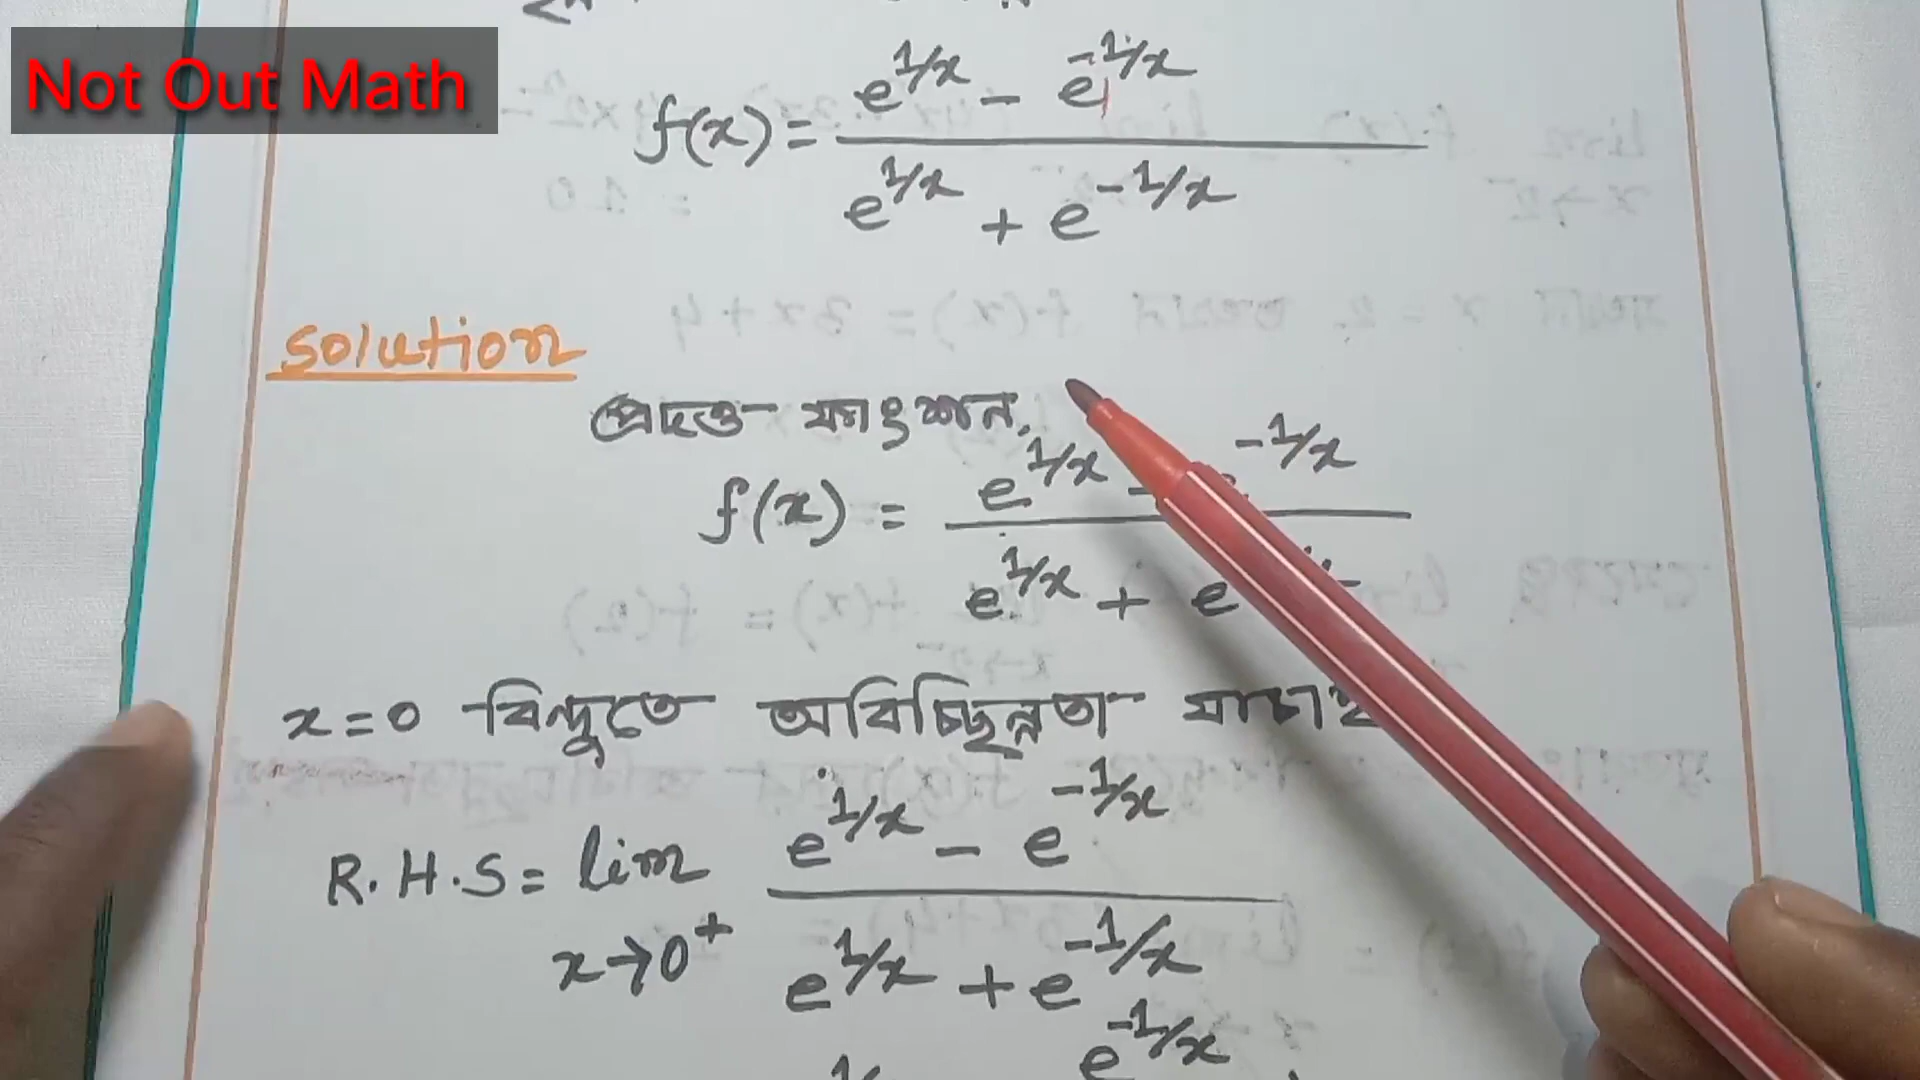 Not Out Math
f(x) = (e^{1/x} - e^{-1/x}) / (e^{1/x} + e^{-1/x})
Solution
প্রদত্ত ফাংশন,
f(x) = (e^{1/x} - e^{-1/x}) / (e^{1/x} + e
x=0 বিন্দুতে অবিচ্ছিন্নতা যাচাই
R.H.S = lim x→0⁺ (e^{1/x} - e^{-1/x}) / (e^{1/x} + e^{-1/x})
e^{-1/x}